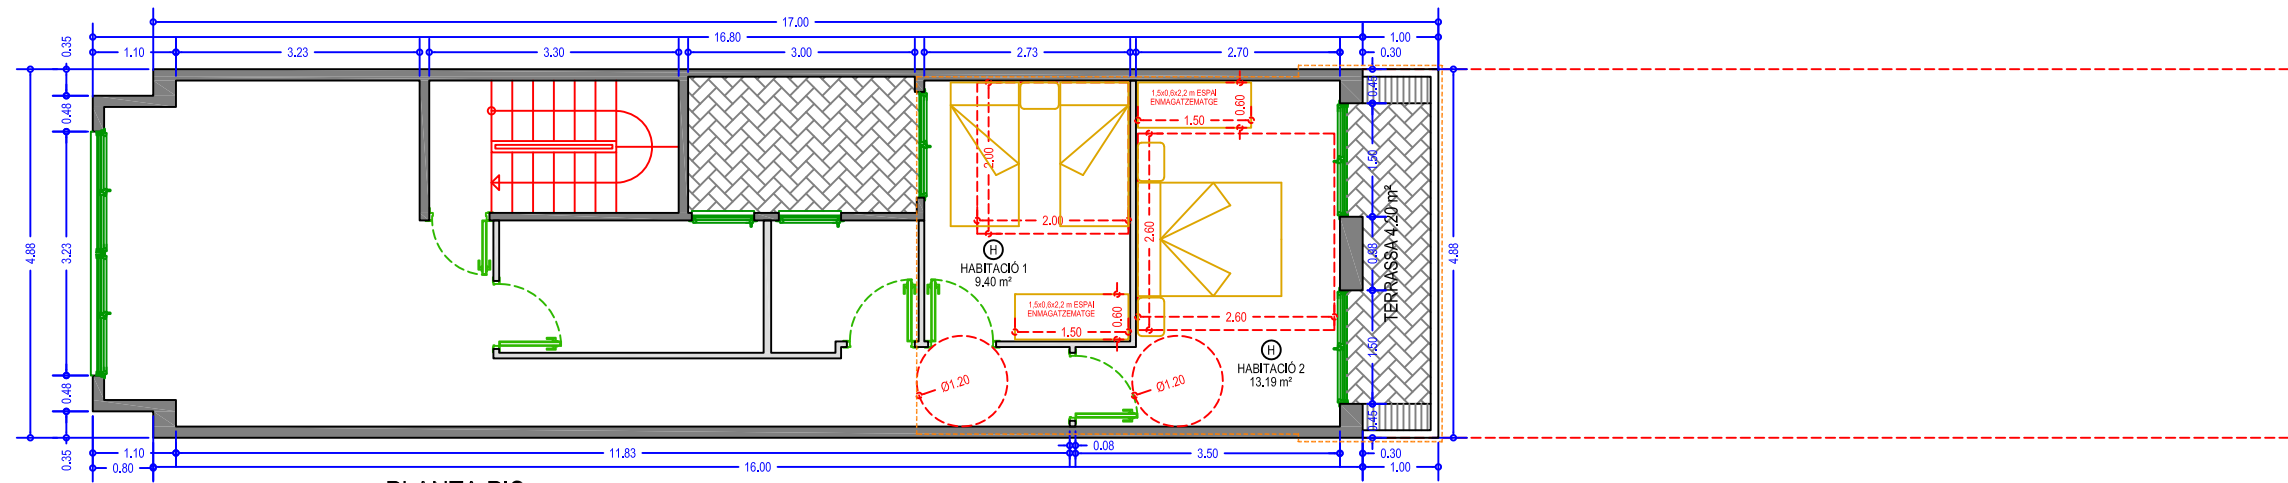 17.00
16.80
1.00
0.35
1.10
3.23
3.30
3.00
2.73
2.70
0.30
0.48
3.23
4.88
0.48
0.35
1,5x0,6x2,2 m ESPAI
ENMAGATZEMATGE
1.50
0.60
0.45
2.00
2.00
1.50
2.60
TERRASSA 4.20 m²
H
HABITACIÓ 1
9.40 m²
0.98
4.88
1,5x0,6x2,2 m ESPAI
ENMAGATZEMATGE
1.50
0.60
2.60
1.50
H
HABITACIÓ 2
13.19 m²
Ø1.20
Ø1.20
0.45
1.10
11.83
0.08
3.50
0.30
0.80
16.00
1.00